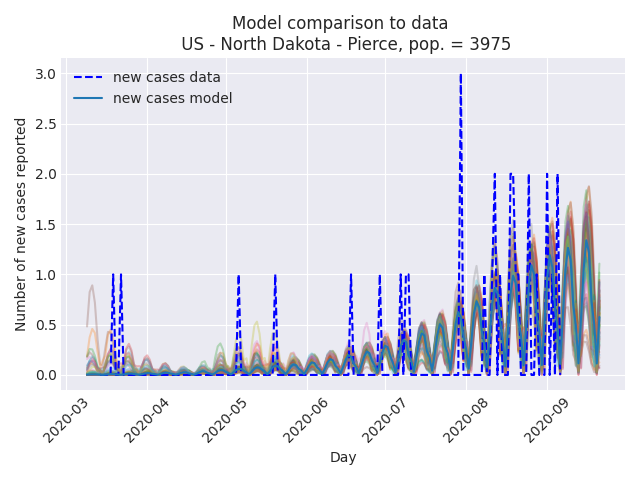 Model comparison to data
US - North Dakota - Pierce, pop. = 3975
new cases data
new cases model
Number of new cases reported
3.0
2.5
2.0
1.5
1.0
0.5
0.0
2020-03
2020-04
2020-05
2020-06
2020-07
2020-08
2020-09
Day